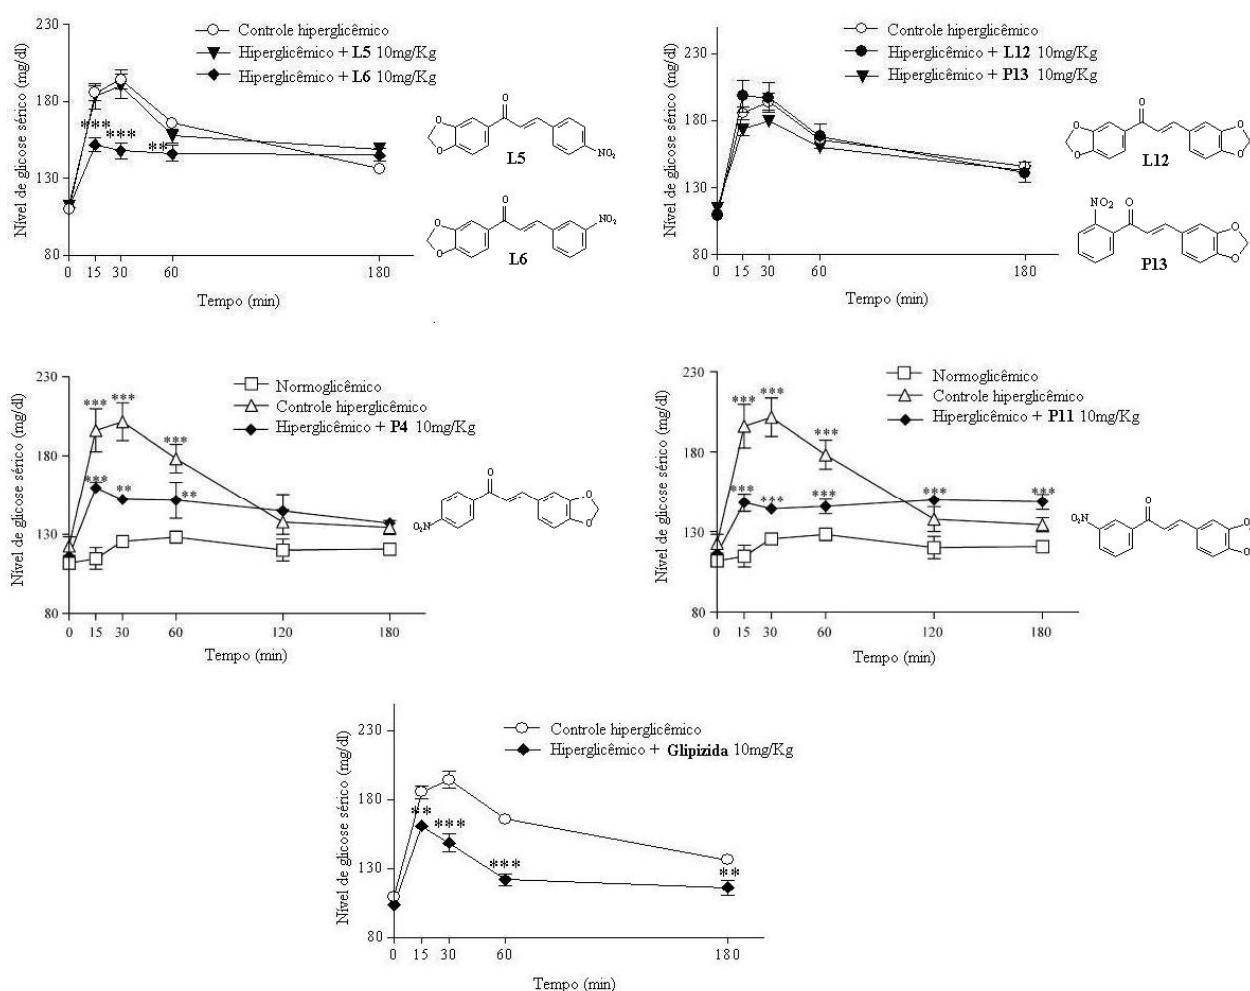 230
180
130
80
0 15 30 60 180
Nível de glicose sérico (mg/dl)
Tempo (min)
Controle hiperglicêmico
Hiperglicêmico + L5 10mg/Kg
Hiperglicêmico + L6 10mg/Kg
***
***
**
O
O
O
NO₂
L5
O
O
O
NO₂
L6
230
180
130
80
0 15 30 60 180
Nível de glicose sérico (mg/dl)
Tempo (min)
Controle hiperglicêmico
Hiperglicêmico + L12 10mg/Kg
Hiperglicêmico + P13 10mg/Kg
O
O
O
O
O
L12
NO₂
O
O
O
P13
230
180
130
80
0 15 30 60 120 180
Nível de glicose sérico (mg/dl)
Tempo (min)
Normoglicêmico
Controle hiperglicêmico
Hiperglicêmico + P4 10mg/Kg
*** ***
***
***
**
**
O
O₂N
O
O
230
180
130
80
0 15 30 60 120 180
Nível de glicose sérico (mg/dl)
Tempo (min)
Normoglicêmico
Controle hiperglicêmico
Hiperglicêmico + P11 10mg/Kg
*** ***
***
*** *** *** *** ***
O
O₂N
O
O
230
180
130
80
0 15 30 60 180
Nível de glicose sérico (mg/dl)
Tempo (min)
Controle hiperglicêmico
Hiperglicêmico + Glipizida 10mg/Kg
**
***
***
**